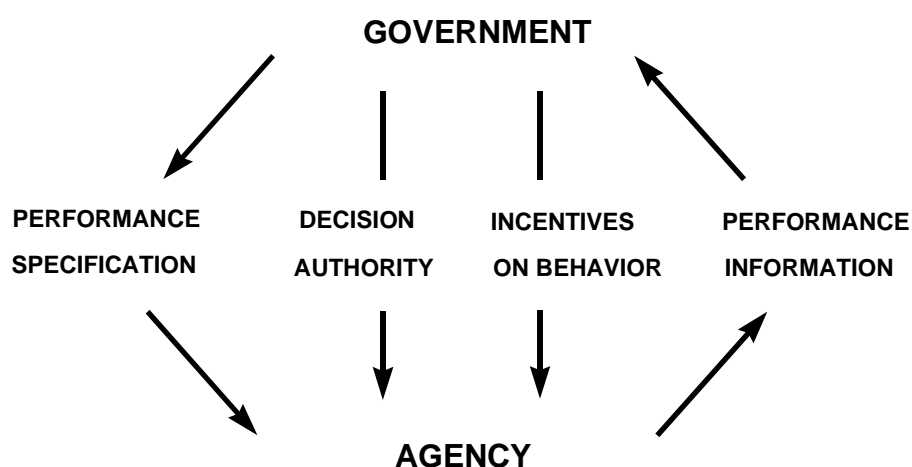 GOVERNMENT
PERFORMANCE
SPECIFICATION
DECISION
AUTHORITY
INCENTIVES
ON BEHAVIOR
PERFORMANCE
INFORMATION
AGENCY